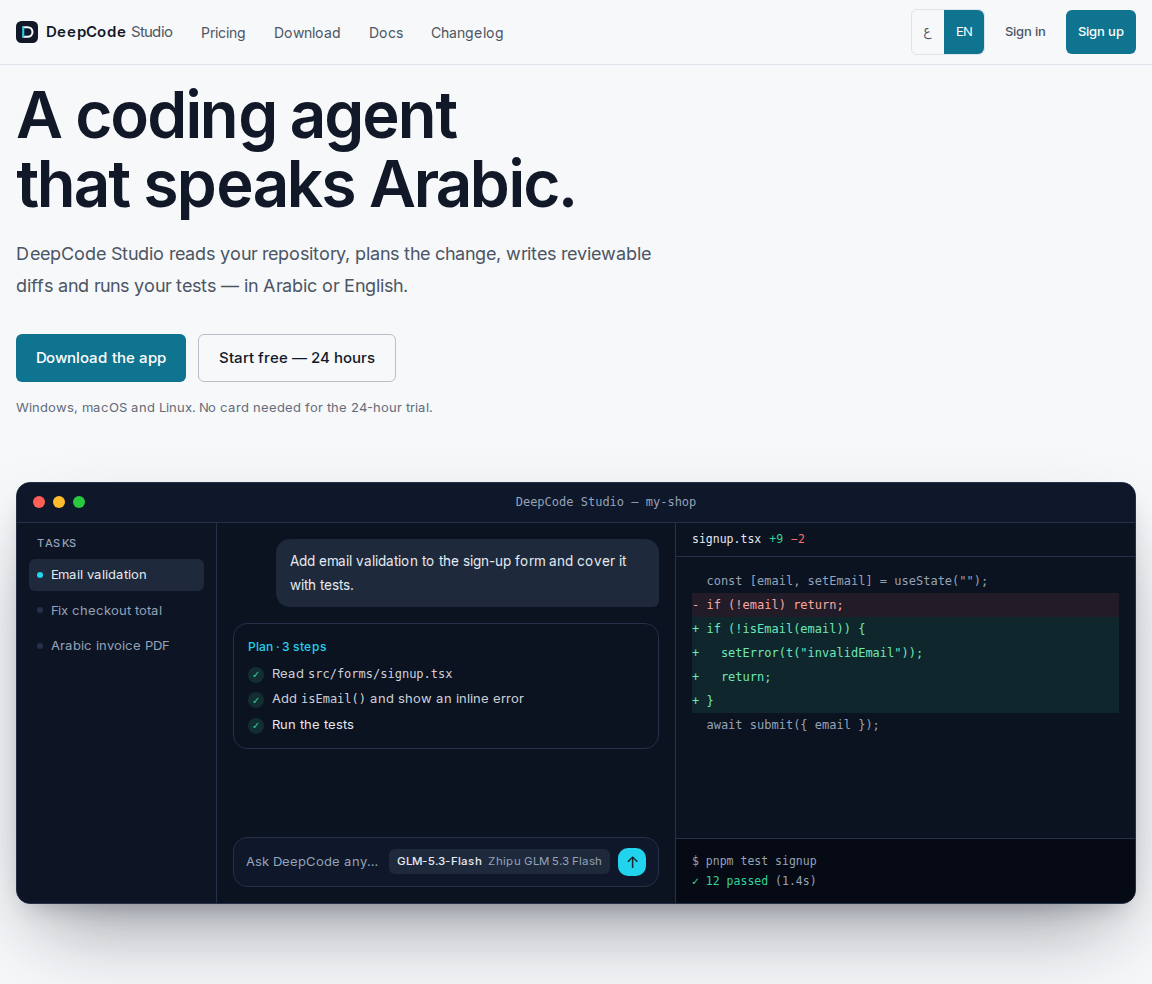 DeepCode Studio
Pricing
Download
Docs
Changelog
ع
EN
Sign in
Sign up
A coding agent
that speaks Arabic.
DeepCode Studio reads your repository, plans the change, writes reviewable
diffs and runs your tests — in Arabic or English.
Download the app
Start free — 24 hours
Windows, macOS and Linux. No card needed for the 24-hour trial.
DeepCode Studio — my-shop
TASKS
Email validation
Fix checkout total
Arabic invoice PDF
Add email validation to the sign-up form and cover it
with tests.
Plan · 3 steps
✓ Read src/forms/signup.tsx
✓ Add isEmail() and show an inline error
✓ Run the tests
Ask DeepCode any...
GLM-5.3-Flash Zhipu GLM 5.3 Flash
signup.tsx +9 −2
const [email, setEmail] = useState("");
- if (!email) return;
+ if (!isEmail(email)) {
+   setError(t("invalidEmail"));
+   return;
+ }
await submit({ email });
$ pnpm test signup
✓ 12 passed (1.4s)